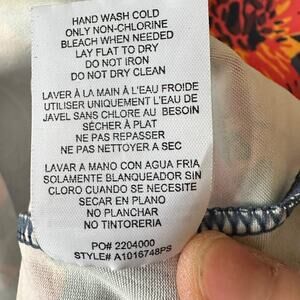 HAND WASH COLD
ONLY NON-CHLORINE
BLEACH WHEN NEEDED
LAY FLAT TO DRY
DO NOT IRON
DO NOT DRY CLEAN
LAVER À LA MAIN À L'EAU FROIDE
UTILISER UNIQUEMENT L'EAU DE
JAVEL SANS CHLORE AU BESOIN
SÉCHER À PLAT
NE PAS REPASSER
NE PAS NETTOYER A SEC
LAVAR A MANO CON AGUA FRIA
SOLAMENTE BLANQUEADOR SIN
CLORO CUANDO SE NECESITE
SECAR EN PLANO
NO PLANCHAR
NO TINTORERIA
PO# 2204000
STYLE# A1016748PS